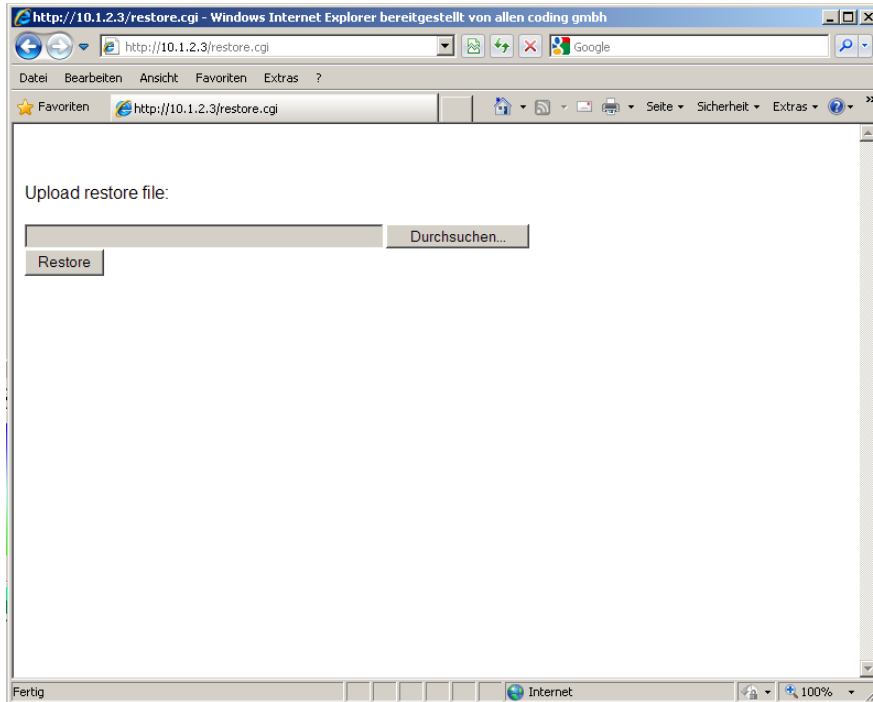 http://10.1.2.3/restore.cgi - Windows Internet Explorer bereitgestellt von allen coding gmbh
http://10.1.2.3/restore.cgi Google
Datei Bearbeiten Ansicht Favoriten Extras ?
Favoriten http://10.1.2.3/restore.cgi Seite Sicherheit Extras
Upload restore file:
Durchsuchen...
Restore
Fertig Internet 100%